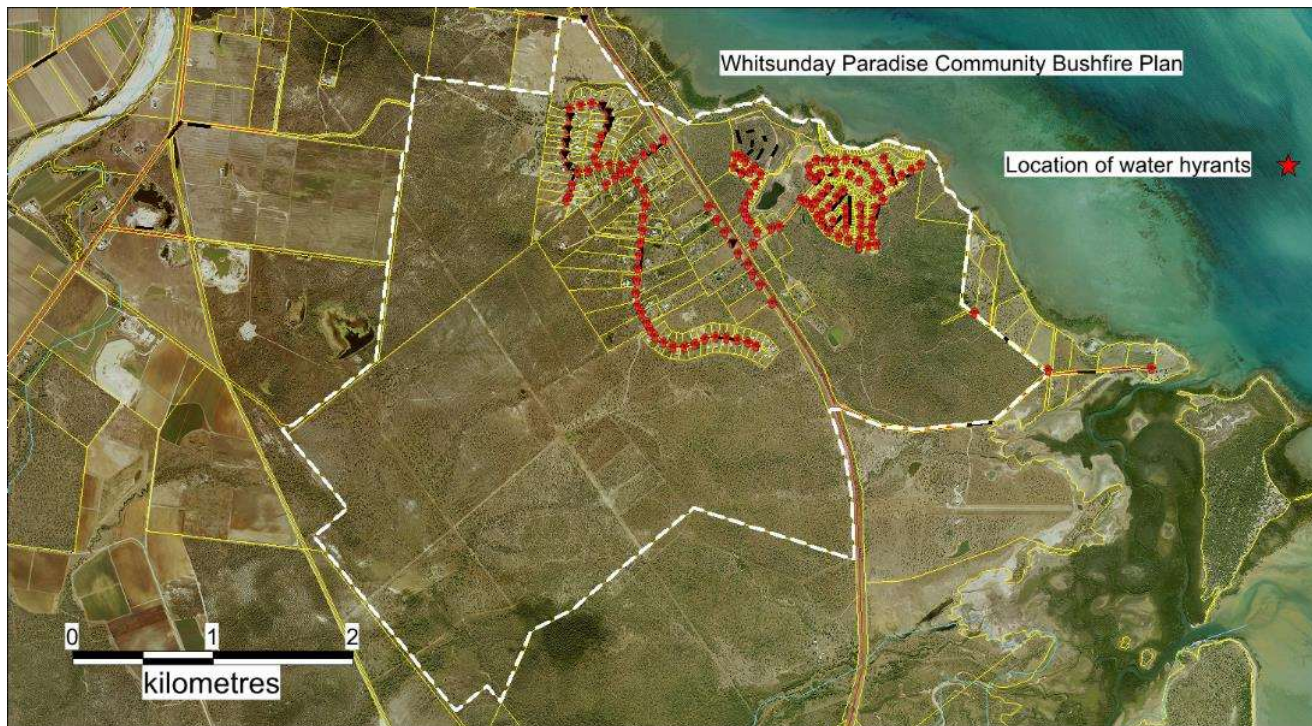 Whitsunday Paradise Community Bushfire Plan
Location of water hyrants
0 1 2
kilometres